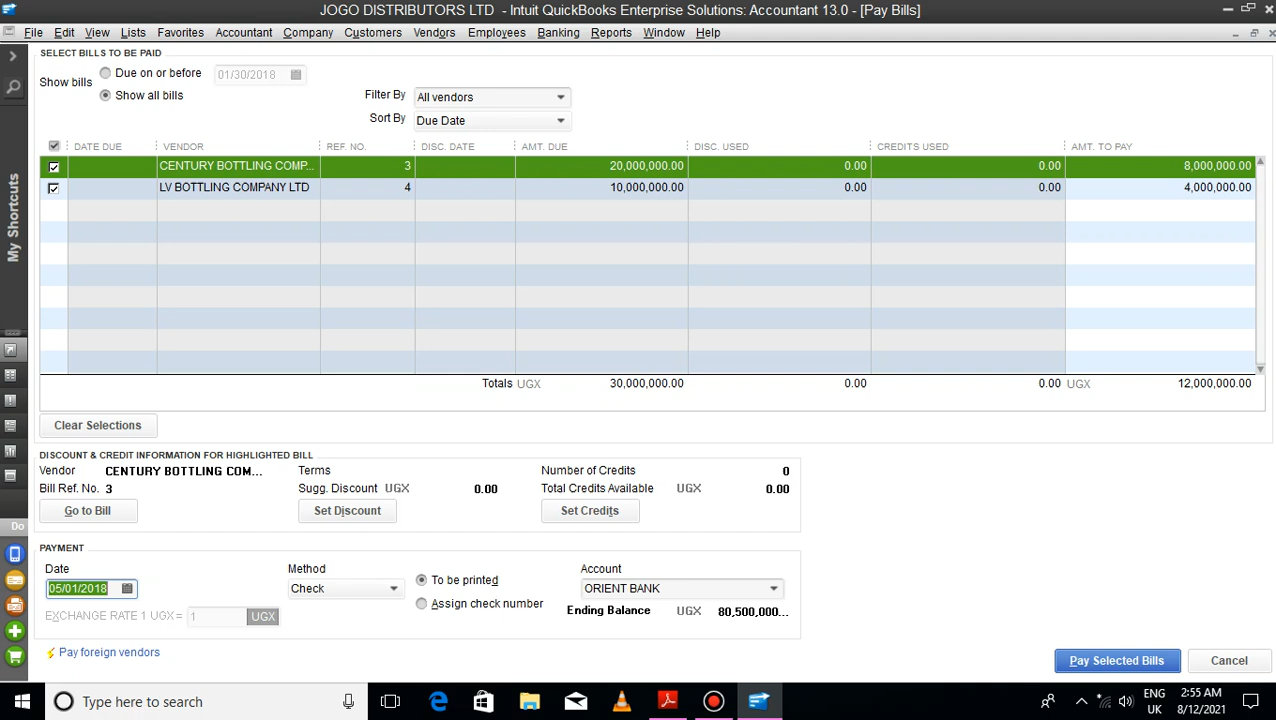 JOGO DISTRIBUTORS LTD - Intuit QuickBooks Enterprise Solutions: Accountant 13.0 - [Pay Bills]
File Edit View Lists Favorites Accountant Company Customers Vendors Employees Banking Reports Window Help
SELECT BILLS TO BE PAID
Show bills
Due on or before 01/30/2018
Show all bills
Filter By All vendors
Sort By Due Date
DATE DUE VENDOR REF. NO. DISC. DATE AMT. DUE DISC. USED CREDITS USED AMT. TO PAY
CENTURY BOTTLING COMP... 3 20,000,000.00 0.00 0.00 8,000,000.00
LV BOTTLING COMPANY LTD 4 10,000,000.00 0.00 0.00 4,000,000.00
Totals UGX 30,000,000.00 0.00 0.00 UGX 12,000,000.00
Clear Selections
DISCOUNT & CREDIT INFORMATION FOR HIGHLIGHTED BILL
Vendor CENTURY BOTTLING COM... Terms Number of Credits 0
Bill Ref. No. 3 Sugg. Discount UGX 0.00 Total Credits Available UGX 0.00
Go to Bill Set Discount Set Credits
PAYMENT
Date Method Account
05/01/2018 Check To be printed ORIENT BANK
Assign check number
Ending Balance UGX 80,500,000...
EXCHANGE RATE 1 UGX = 1 UGX
Pay foreign vendors
Pay Selected Bills Cancel
My Shortcuts
Do
Type here to search
ENG 2:55 AM
UK 8/12/2021